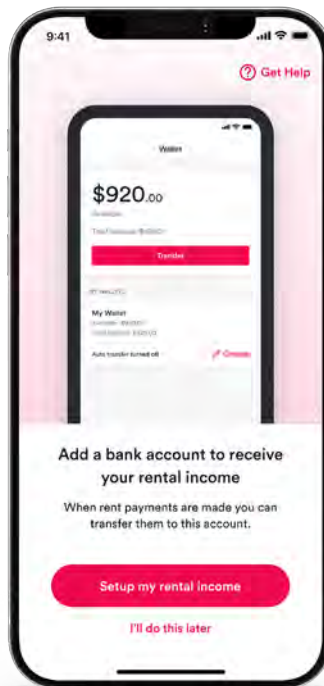 9:41
Get Help
Wallet
$920.00
Transfer
My Wallet
Auto transfer turned off
Add a bank account to receive
your rental income
When rent payments are made you can
transfer them to this account.
Setup my rental income
I'll do this later